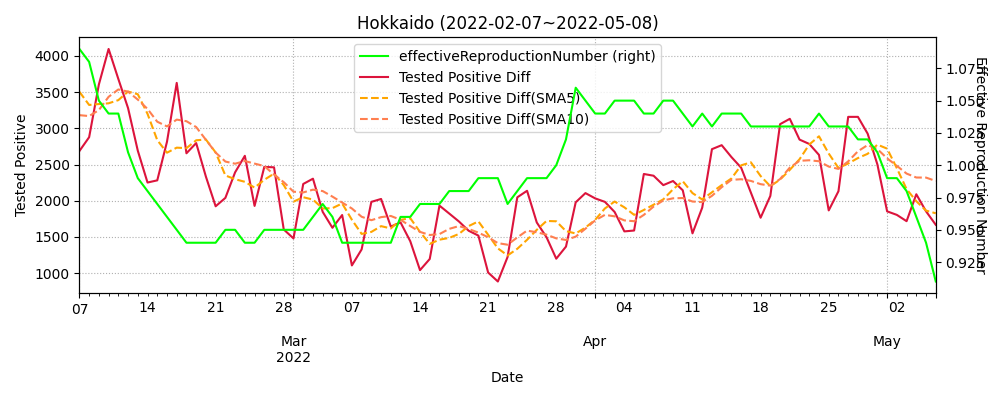 Hokkaido (2022-02-07~2022-05-08)
effectiveReproductionNumber (right)
Tested Positive Diff
Tested Positive Diff(SMA5)
Tested Positive Diff(SMA10)
Tested Positive
4000
3500
3000
2500
2000
1500
1000
1.075
1.050
1.025
1.000
0.975
0.950
0.925
Effective Reproduction Number
07 14 21 28 07 14 21 28 04 11 18 25 02
Mar Apr May
2022
Date